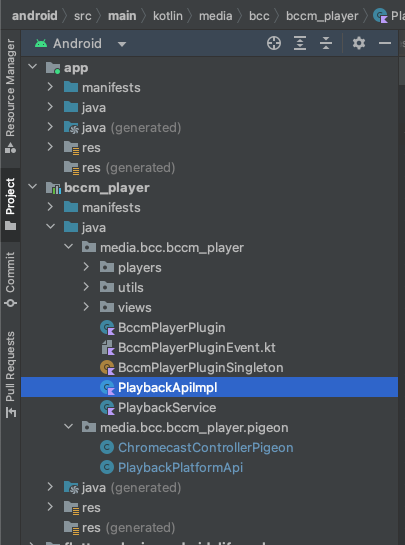 android > src > main > kotlin > media > bcc > bccm_player > Pla
Android
app
manifests
java
java (generated)
res
res (generated)
bccm_player
manifests
java
media.bcc.bccm_player
players
utils
views
BccmPlayerPlugin
BccmPlayerPluginEvent.kt
BccmPlayerPluginSingleton
PlaybackApiImpl
PlaybackService
media.bcc.bccm_player.pigeon
ChromecastControllerPigeon
PlaybackPlatformApi
java (generated)
res
res (generated)
Resource Manager
Project
Commit
Pull Requests